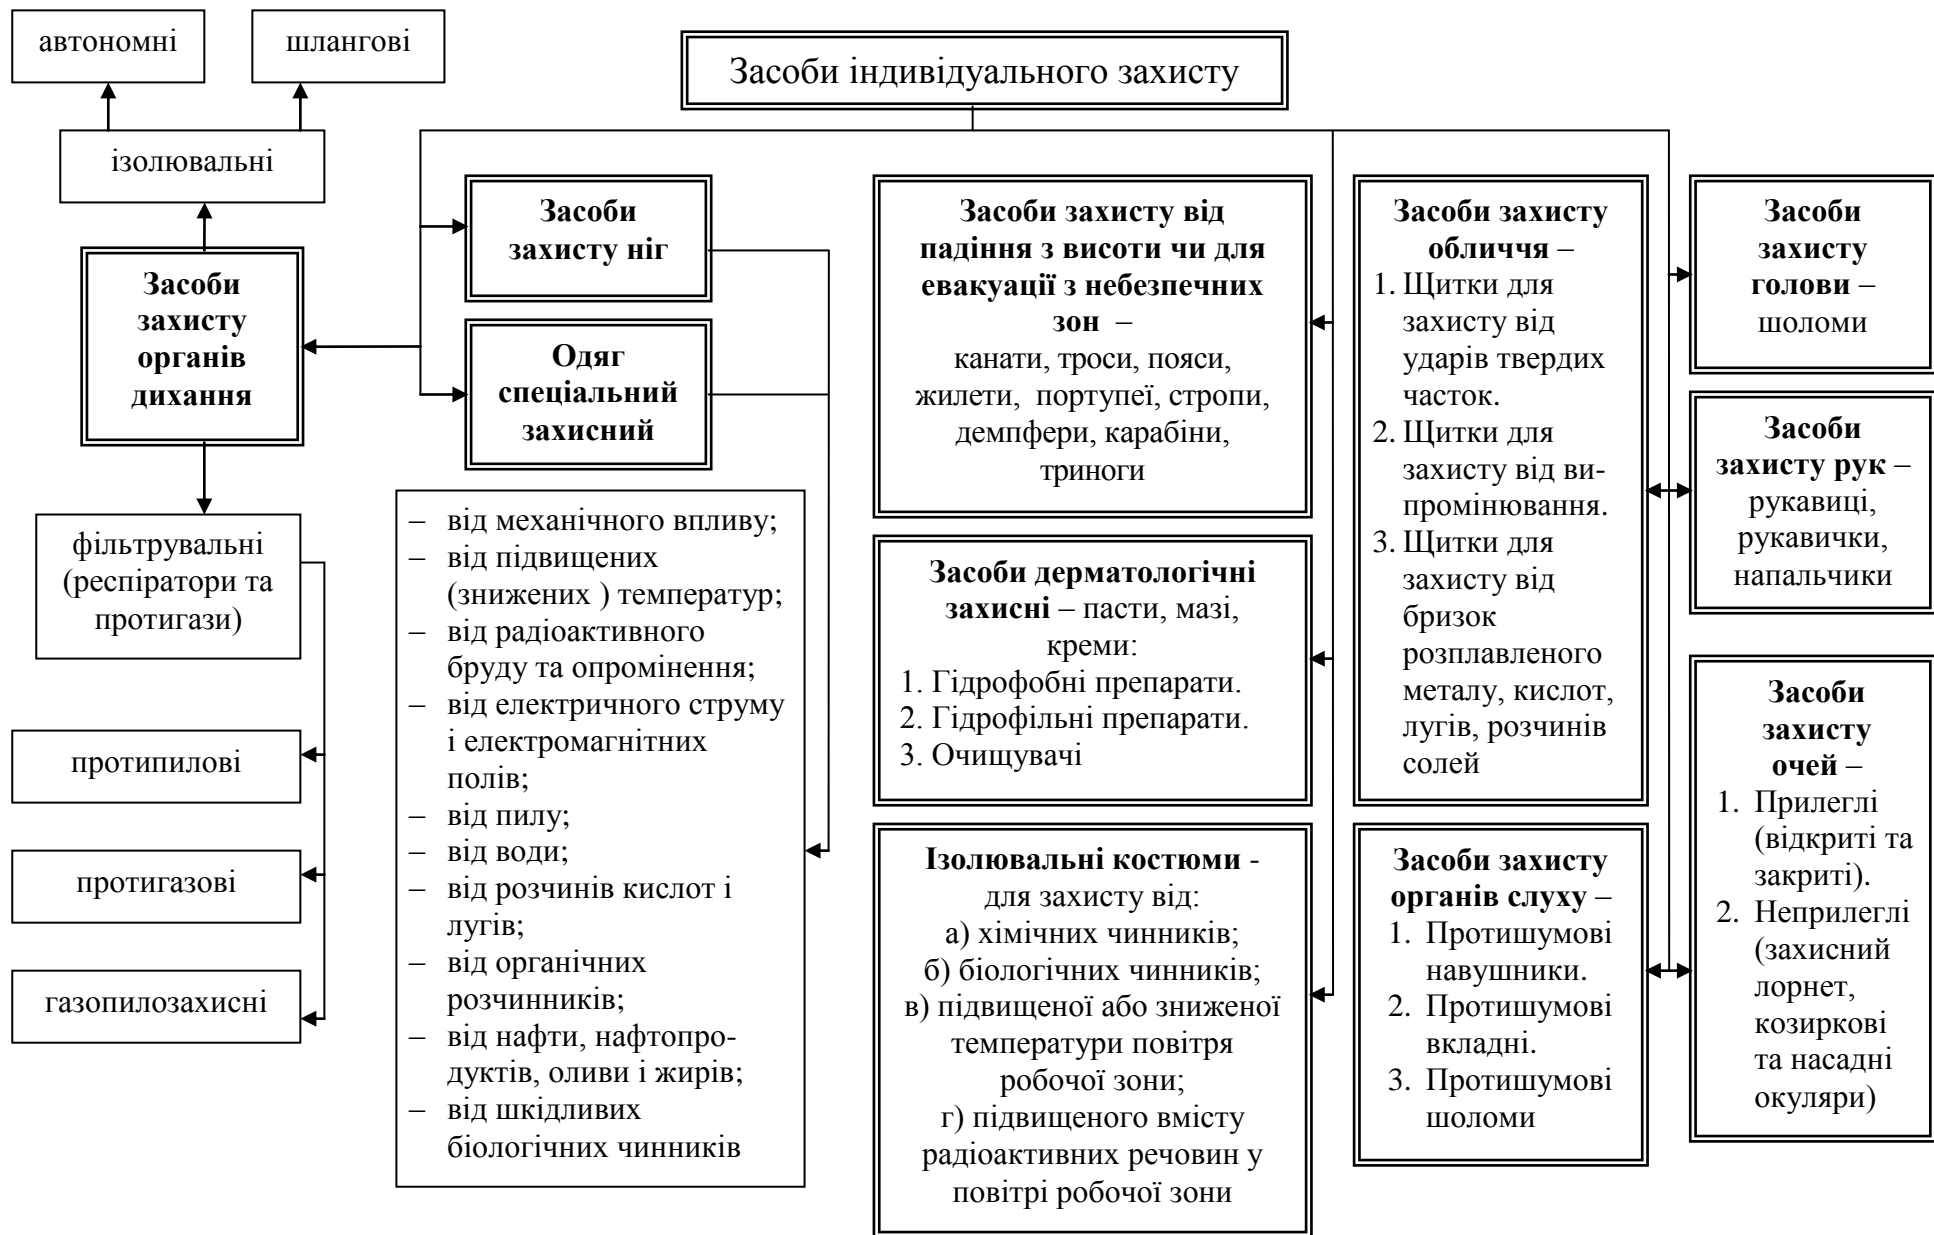 автономні
шлангові
Засоби індивідуального захисту
ізолювальні
Засоби
захисту
органів
дихання
фільтрувальні
(респіратори та
протигази)
протипилові
протигазові
газопилозахисні
Засоби
захисту ніг
Одяг
спеціальний
захисний
– від механічного впливу;
– від підвищених
(знижених ) температур;
– від радіоактивного
бруду та опромінення;
– від електричного струму
і електромагнітних
полів;
– від пилу;
– від води;
– від розчинів кислот і
лугів;
– від органічних
розчинників;
– від нафти, нафтопро-
дуктів, оливи і жирів;
– від шкідливих
біологічних чинників
Засоби захисту від
падіння з висоти чи для
евакуації з небезпечних
зон –
канати, троси, пояси,
жилети, портупеї, стропи,
демпфери, карабіни,
триноги
Засоби дерматологічні
захисні – пасти, мазі,
креми:
1. Гідрофобні препарати.
2. Гідрофільні препарати.
3. Очищувачі
Ізолювальні костюми -
для захисту від:
а) хімічних чинників;
б) біологічних чинників;
в) підвищеної або зниженої
температури повітря
робочої зони;
г) підвищеного вмісту
радіоактивних речовин у
повітрі робочої зони
Засоби захисту
обличчя –
1. Щитки для
захисту від
ударів твердих
часток.
2. Щитки для
захисту від ви-
промінювання.
3. Щитки для
захисту від
бризок
розплавленого
металу, кислот,
лугів, розчинів
солей
Засоби захисту
органів слуху –
1. Протишумові
навушники.
2. Протишумові
вкладні.
3. Протишумові
шоломи
Засоби
захисту
голови –
шоломи
Засоби
захисту рук –
рукавиці,
рукавички,
напальчики
Засоби
захисту
очей –
1. Прилеглі
(відкриті та
закриті).
2. Неприлеглі
(захисний
лорнет,
козиркові
та насадні
окуляри)